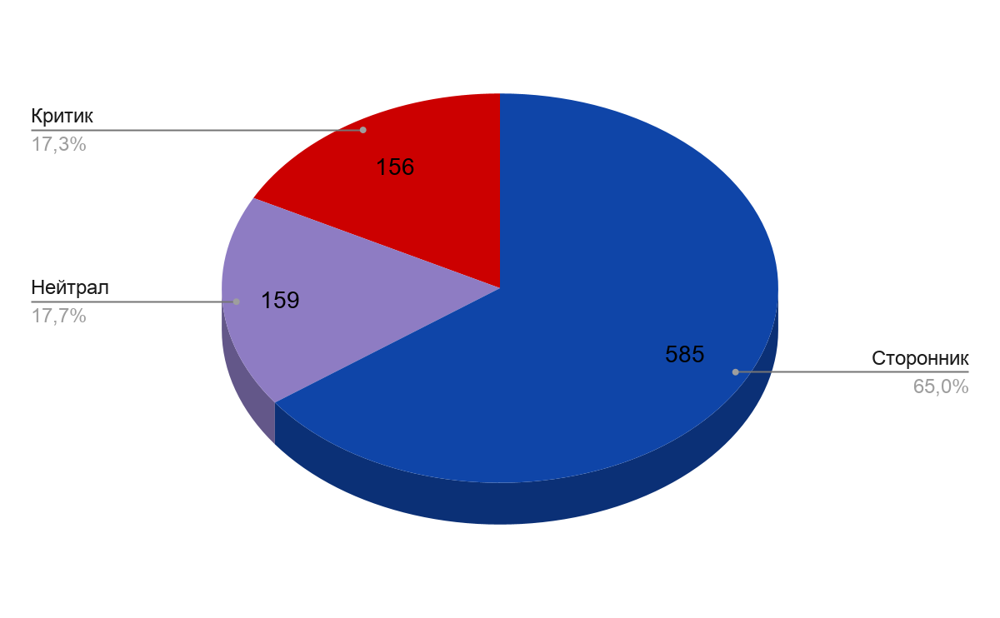 Критик
17,3%
156
Нейтрал
17,7%
159
585
Сторонник
65,0%